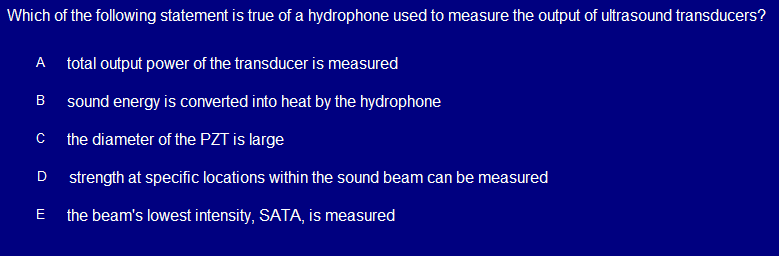 Which of the following statement is true of a hydrophone used to measure the output of ultrasound transducers?
A total output power of the transducer is measured
B sound energy is converted into heat by the hydrophone
C the diameter of the PZT is large
D strength at specific locations within the sound beam can be measured
E the beam's lowest intensity, SATA, is measured